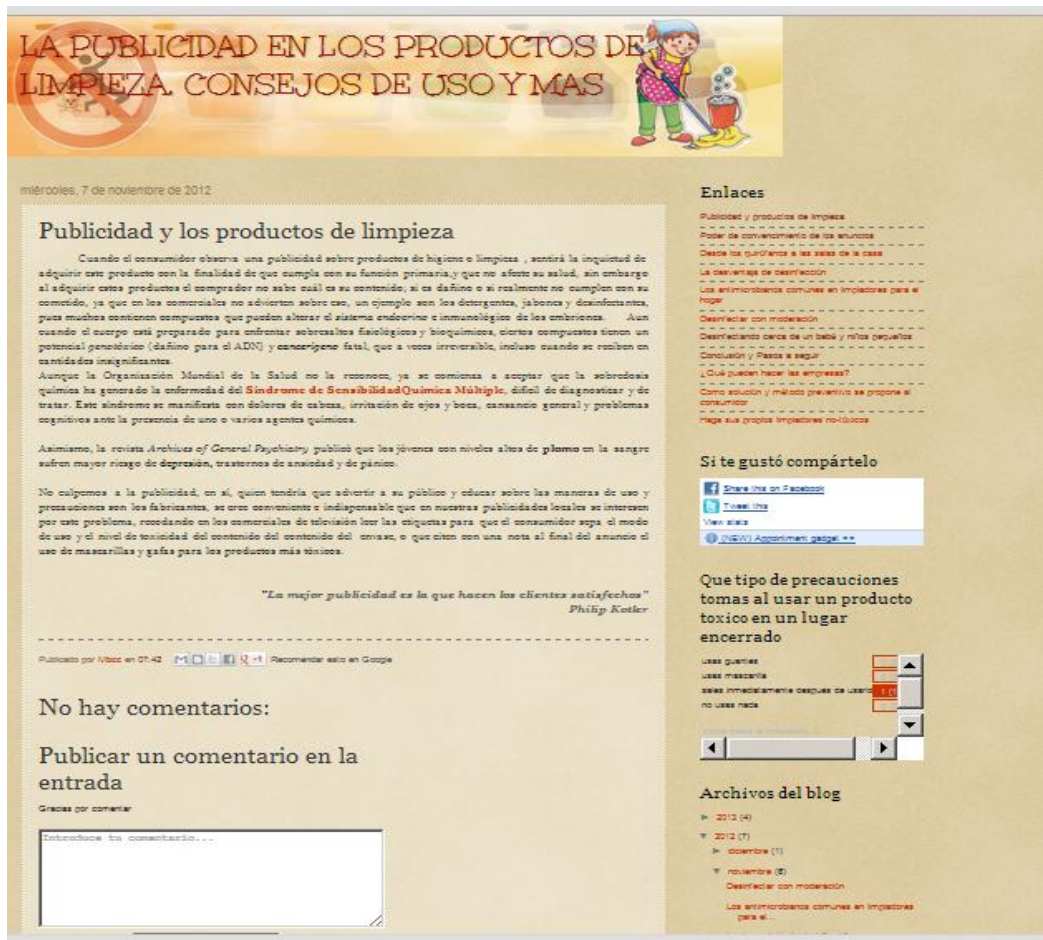 LA PUBLICIDAD EN LOS PRODUCTOS DE
LIMPIEZA. CONSEJOS DE USO Y MAS
miércoles, 7 de noviembre de 2012
Publicidad y los productos de limpieza
Cuando el consumidor observa una publicidad sobre productos de higiene o limpieza , sentirá la inquietud de
adquirir este producto con la finalidad de que cumpla con su función primaria,y que no afecte su salud, sin embargo
al adquirir estos productos el comprador no sabe cuál es su contenido, si es dañino o si realmente no cumplen con su
cometido, ya que en los comerciales no advierten sobre eso, un ejemplo son los detergentes, jabones y desinfectantes,
pues muchos contienen compuestos que pueden alterar el sistema endocrino e inmunológico de los embriones. Aun
cuando el cuerpo está preparado para enfrentar sobresaltos fisiológicos y bioquímicos, ciertos compuestos tienen un
potencial genotóxico (dañino para el ADN) y cancerígeno fatal, que a veces irreversible, incluso cuando se reciben en
cantidades insignificantes.
Aunque la Organización Mundial de la Salud no la reconoce, ya se comienza a aceptar que la sobredosis
química ha generado la enfermedad del Síndrome de SensibilidadQuímica Múltiple, difícil de diagnosticar y de
tratar. Este síndrome se manifiesta con dolores de cabeza, irritación de ojos y boca, cansancio general y problemas
cognitivos ante la presencia de uno o varios agentes químicos.
Asimismo, la revista Archives of General Psychiatry publicó que los jóvenes con niveles altos de plomo en la sangre
sufren mayor riesgo de depresión, trastornos de ansiedad y de pánico.
No culpemos a la publicidad, en sí, quien tendría que advertir a su público y educar sobre las maneras de uso y
precauciones son los fabricantes, se cree conveniente e indispensable que en nuestras publicidades locales se interesen
por este problema, recodando en los comerciales de televisión leer las etiquetas para que el consumidor sepa el modo
de uso y el nivel de toxicidad del contenido del contenido del envase, o que citen con una nota al final del anuncio el
uso de mascarillas y gafas para los productos más tóxicos.
"La mejor publicidad es la que hacen los clientes satisfechos"
Philip Kotler
Publicado por en 07:42 Recomendar esto en Google
No hay comentarios:
Publicar un comentario en la
entrada
Gracias por comentar
Introduce tu comentario...
Enlaces
Publicidad y productos de limpieza
Poder de convencimiento de los anuncios
Desde los quirófanos a las salas de la casa
La desventaja de desinfección
Los antimicrobianos comunes en limpiadores para el
hogar
Desinfectar con moderación
Desinfectando cerca de un bebé y niños pequeños
Conclusión y Pasos a seguir
¿Qué pueden hacer las empresas?
Como solución y método preventivo se propone al
consumidor
Haga sus propios limpiadores no-tóxicos
Si te gustó compártelo
Share this on Facebook
Tweet this
View stats
(NEW) Appointment gadget >>
Que tipo de precauciones
tomas al usar un producto
toxico en un lugar
encerrado
usas guantes
usas mascarilla
sales inmediatamente despues de usarlo
no usas nada
Archivos del blog
► 2013 (4)
▼ 2012 (7)
► diciembre (1)
▼ noviembre (6)
Desinfectar con moderación
Los antimicrobianos comunes en limpiadores
para el...